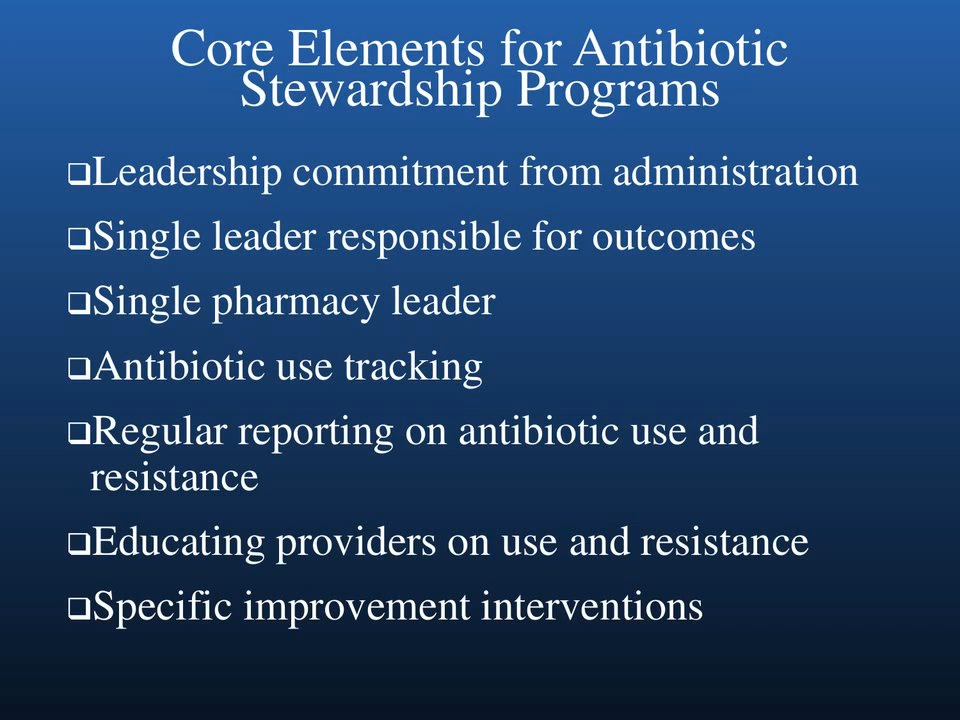 Core Elements for Antibiotic
Stewardship Programs
❑Leadership commitment from administration
❑Single leader responsible for outcomes
❑Single pharmacy leader
❑Antibiotic use tracking
❑Regular reporting on antibiotic use and
resistance
❑Educating providers on use and resistance
❑Specific improvement interventions